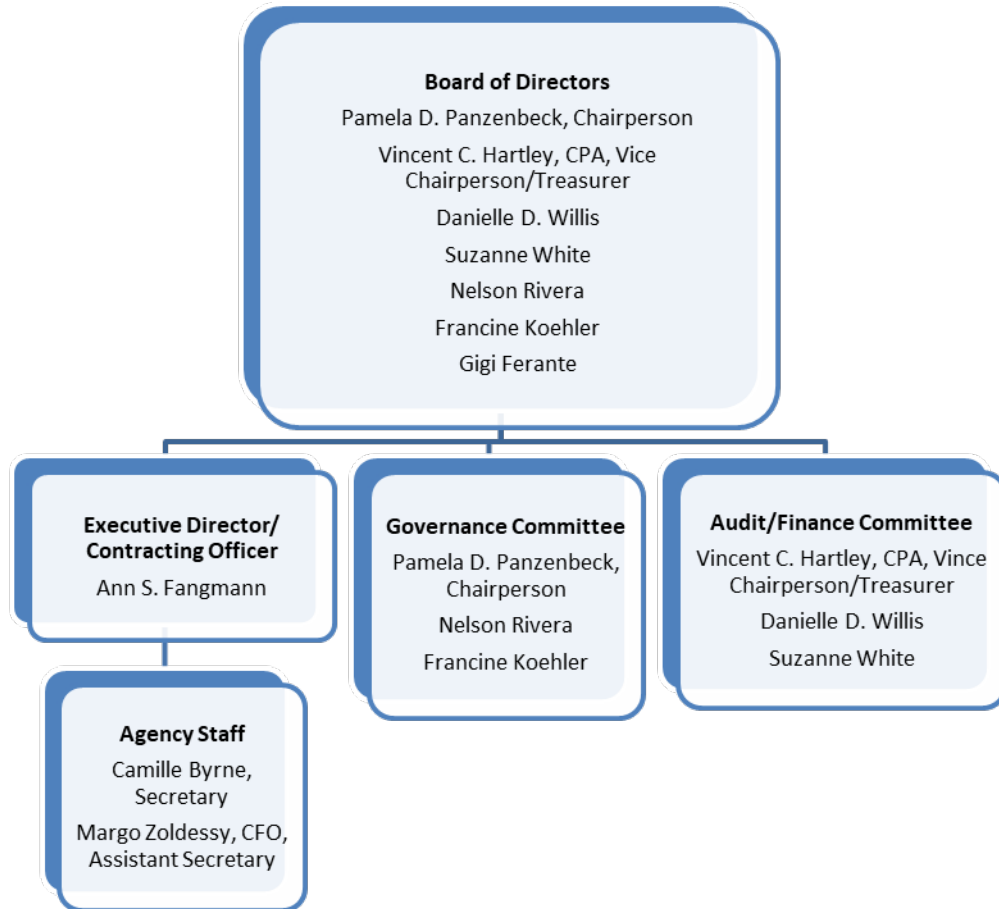 Board of Directors
Pamela D. Panzenbeck, Chairperson
Vincent C. Hartley, CPA, Vice
Chairperson/Treasurer
Danielle D. Willis
Suzanne White
Nelson Rivera
Francine Koehler
Gigi Ferante
Executive Director/
Contracting Officer
Ann S. Fangmann
Governance Committee
Pamela D. Panzenbeck,
Chairperson
Nelson Rivera
Francine Koehler
Audit/Finance Committee
Vincent C. Hartley, CPA, Vince
Chairperson/Treasurer
Danielle D. Willis
Suzanne White
Agency Staff
Camille Byrne,
Secretary
Margo Zoldessy, CFO,
Assistant Secretary